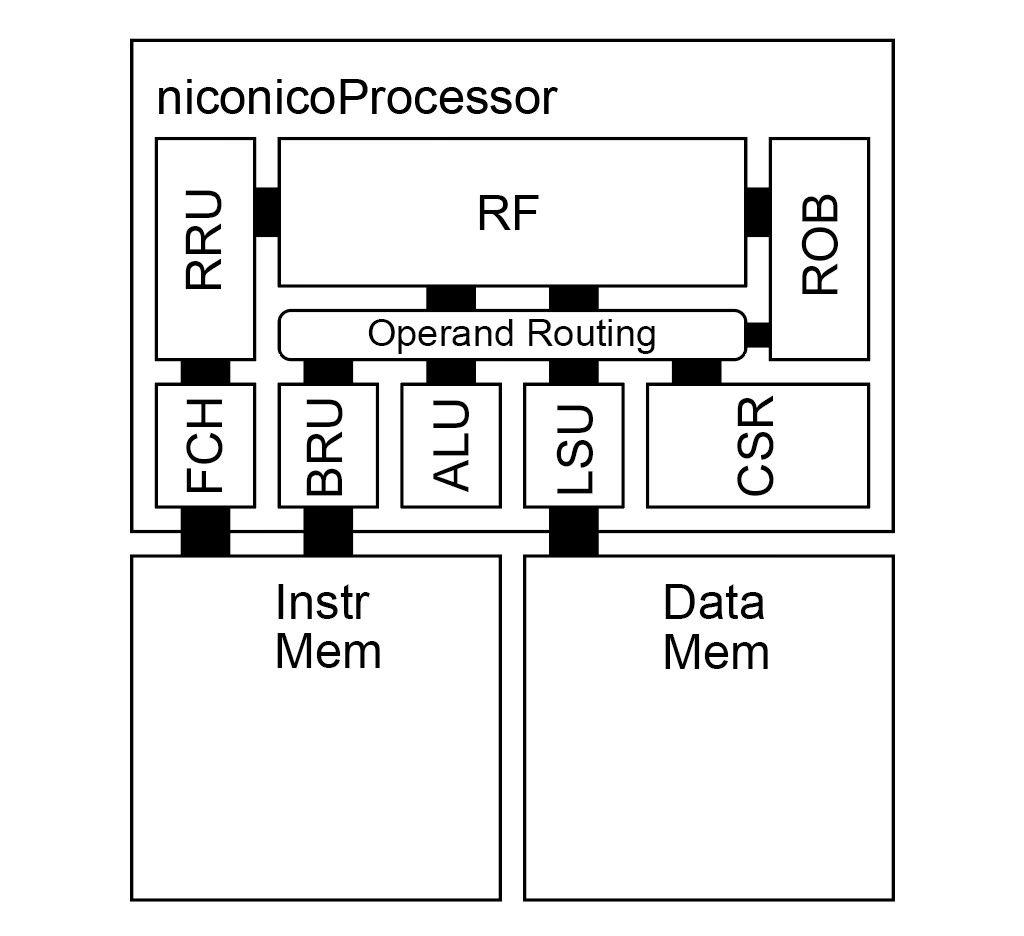 niconicoProcessor
RRU
RF
ROB
Operand Routing
FCH
BRU
ALU
LSU
CSR
Instr
Mem
Data
Mem